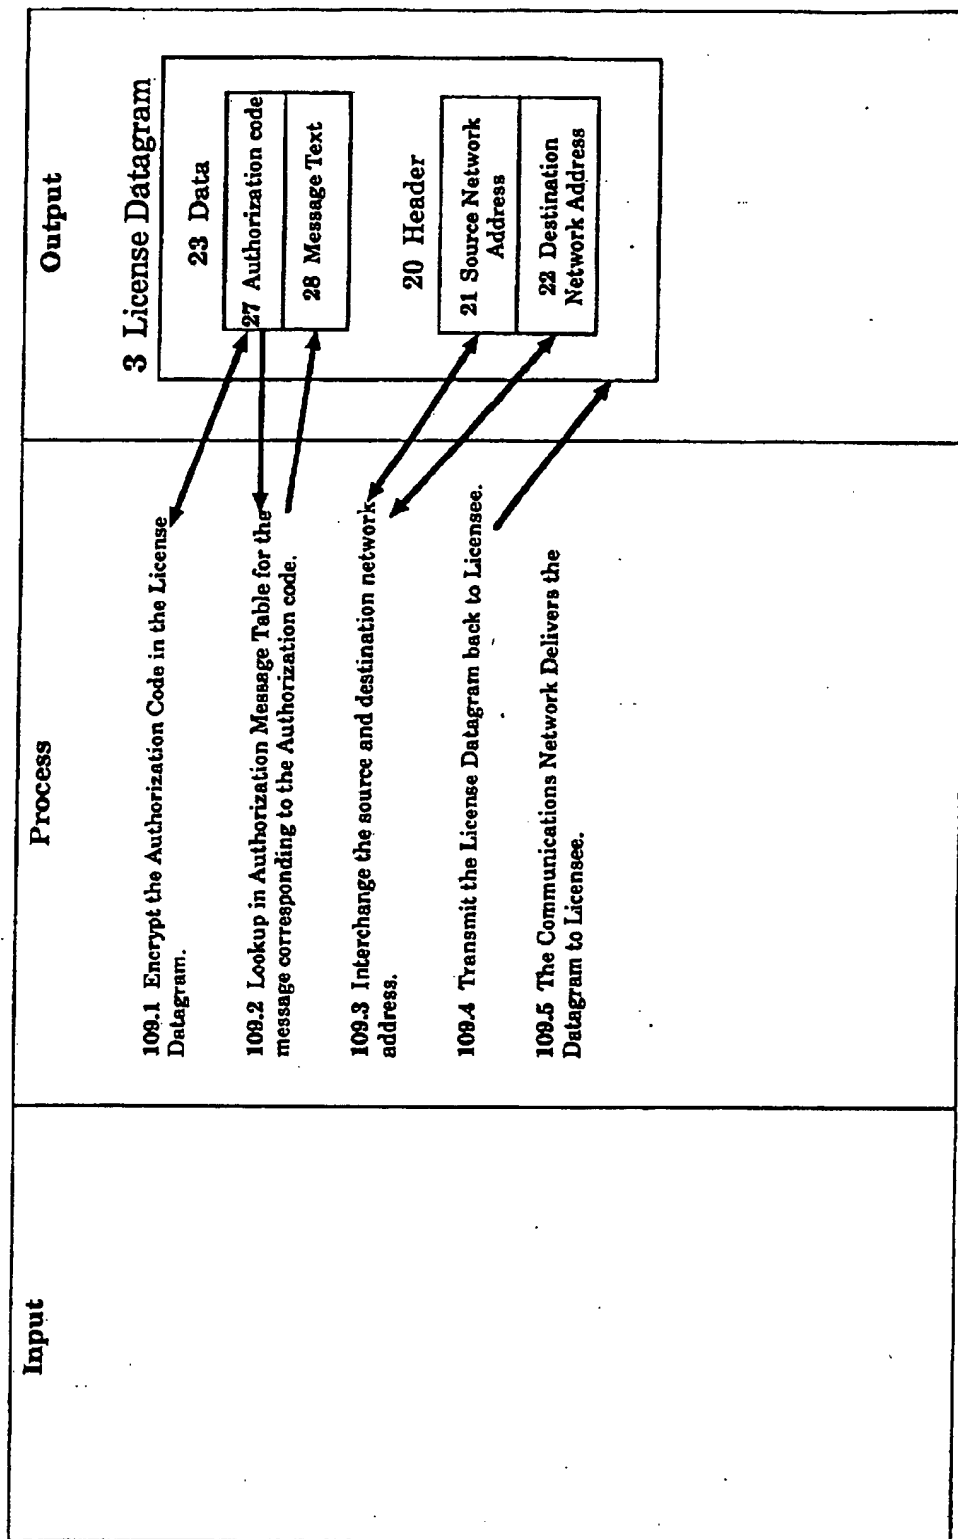 Input
Process
Output
109.1 Encrypt the Authorization Code in the License
Datagram.
109.2 Lookup in Authorization Message Table for the
message corresponding to the Authorization code.
109.3 Interchange the source and destination network
address.
109.4 Transmit the License Datagram back to Licensee.
109.5 The Communications Network Delivers the
Datagram to Licensee.
3 License Datagram
23 Data
27 Authorization code
28 Message Text
20 Header
21 Source Network
Address
22 Destination
Network Address